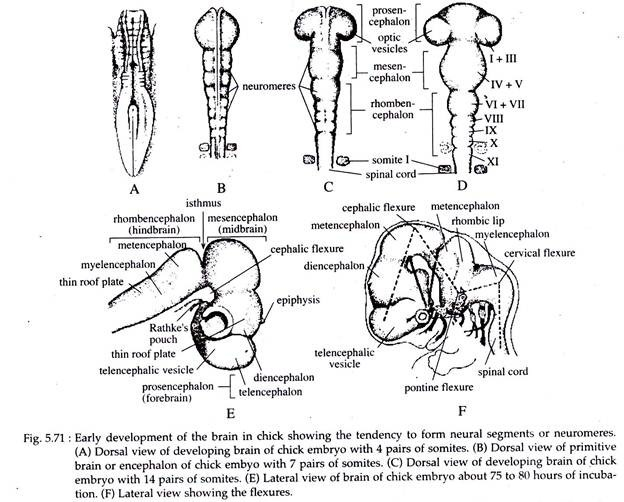 prosen-
cephalon
optic
vesicles
mesen-
cephalon
rhomben-
cephalon
neuromeres
somite I
spinal cord
I + III
IV + V
VI + VII
VIII
IX
X
XI
A
B
C
D
isthmus
rhombencephalon
(hindbrain)
mesencephalon
(midbrain)
metencephalon
myelencephalon
thin roof plate
cephalic flexure
epiphysis
Rathke's
pouch
thin roof plate
telencephalic vesicle
prosencephalon
(forebrain)
diencephalon
telencephalon
E
cephalic flexure
metencephalon
metencephalon
rhombic lip
myelencephalon
cervical flexure
diencephalon
telencephalic
vesicle
pontine flexure
spinal cord
F
Fig. 5.71 : Early development of the brain in chick showing the tendency to form neural segments or neuromeres.
(A) Dorsal view of developing brain of chick embryo with 4 pairs of somites. (B) Dorsal view of primitive
brain or encephalon of chick embyo with 7 pairs of somites. (C) Dorsal view of developing brain of chick
embryo with 14 pairs of somites. (E) Lateral view of brain of chick embryo about 75 to 80 hours of incuba-
tion. (F) Lateral view showing the flexures.